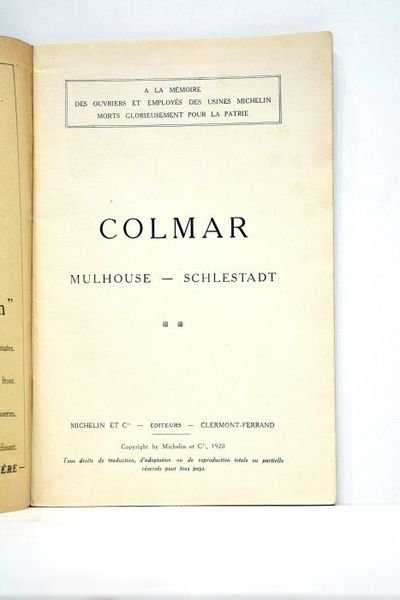 A LA MÉMOIRE
DES OUVRIERS ET EMPLOYÉS DES USINES MICHELIN
MORTS GLORIEUSEMENT POUR LA PATRIE
COLMAR
MULHOUSE — SCHLESTADT
MICHELIN ET Cie — ÉDITEURS — CLERMONT-FERRAND
Copyright by Michelin et Cie, 1920
Tous droits de traduction, d'adaptation ou de reproduction totale ou partielle
réservés pour tous pays.
front.
ÈRE —